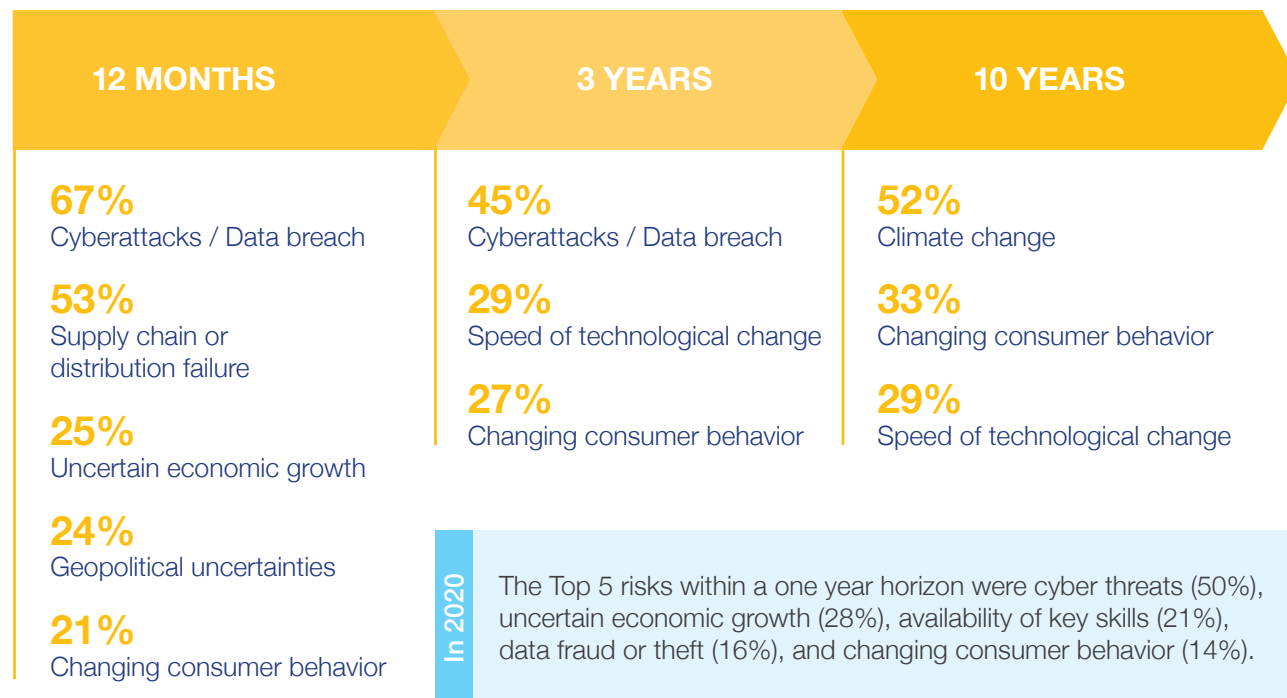 12 MONTHS
3 YEARS
10 YEARS
67%
Cyberattacks / Data breach
53%
Supply chain or
distribution failure
25%
Uncertain economic growth
24%
Geopolitical uncertainties
21%
Changing consumer behavior
45%
Cyberattacks / Data breach
29%
Speed of technological change
27%
Changing consumer behavior
52%
Climate change
33%
Changing consumer behavior
29%
Speed of technological change
In 2020
The Top 5 risks within a one year horizon were cyber threats (50%),
uncertain economic growth (28%), availability of key skills (21%),
data fraud or theft (16%), and changing consumer behavior (14%).